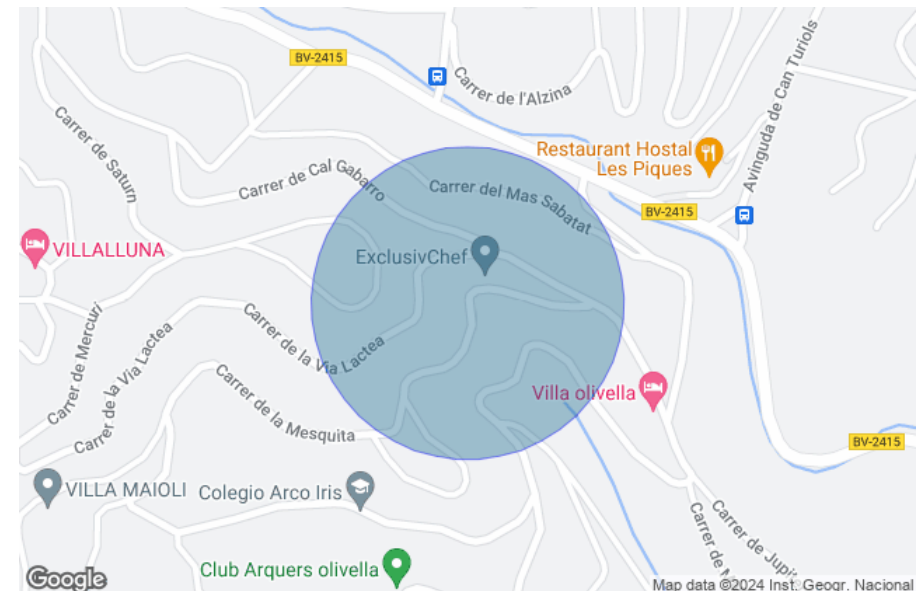 BV-2415
Carrer de l'Alzina
Avinguda de Can Turiols
Carrer de Saturn
Restaurant Hostal
Les Piques
Carrer de Cal Gabarro
Carrer del Mas Sabatat
BV-2415
VILLALLUNA
ExclusivChef
Carrer de Mercuri
Carrer de la Via Lactea
Carrer de la Via Lactea
Carrer de la Mesquita
Villa olivella
BV-2415
VILLA MAIOLI
Colegio Arco Iris
Carrer de Jupit
Carrer de M
Club Arquers olivella
Google
Map data ©2024 Inst. Geogr. Nacional